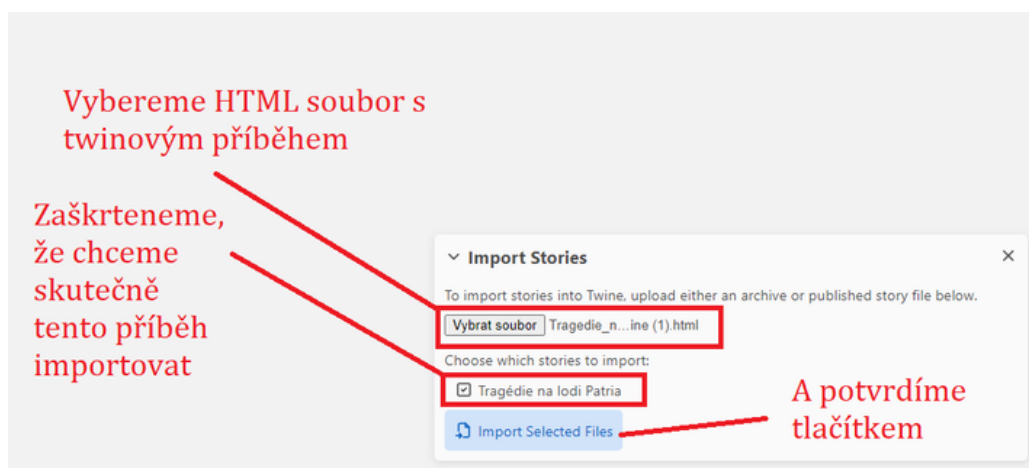 Vybereme HTML soubor s
twinovým příběhem
Zaškrteneme,
že chceme
skutečně
tento příběh
importovat
Import Stories
To import stories into Twine, upload either an archive or published story file below.
Vybrat soubor Tragedie_n...ine (1).html
Choose which stories to import:
Tragédie na lodi Patria
Import Selected Files
A potvrdíme
tlačítkem